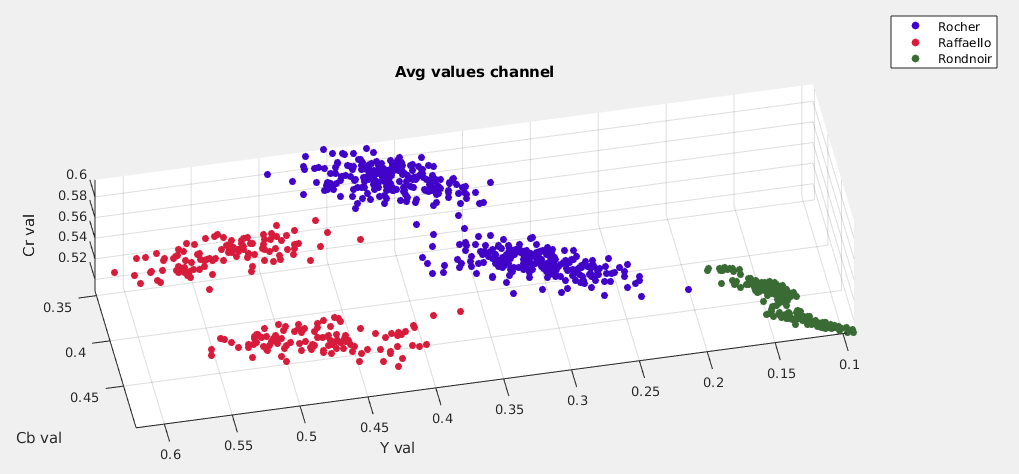 Rocher
Raffaello
Rondnoir
Avg values channel
0.6
0.58
0.56
0.54
0.52
Cr val
0.35
0.4
0.45
Cb val
0.6
0.55
0.5
0.45
0.4
0.35
0.3
0.25
0.2
0.15
0.1
Y val